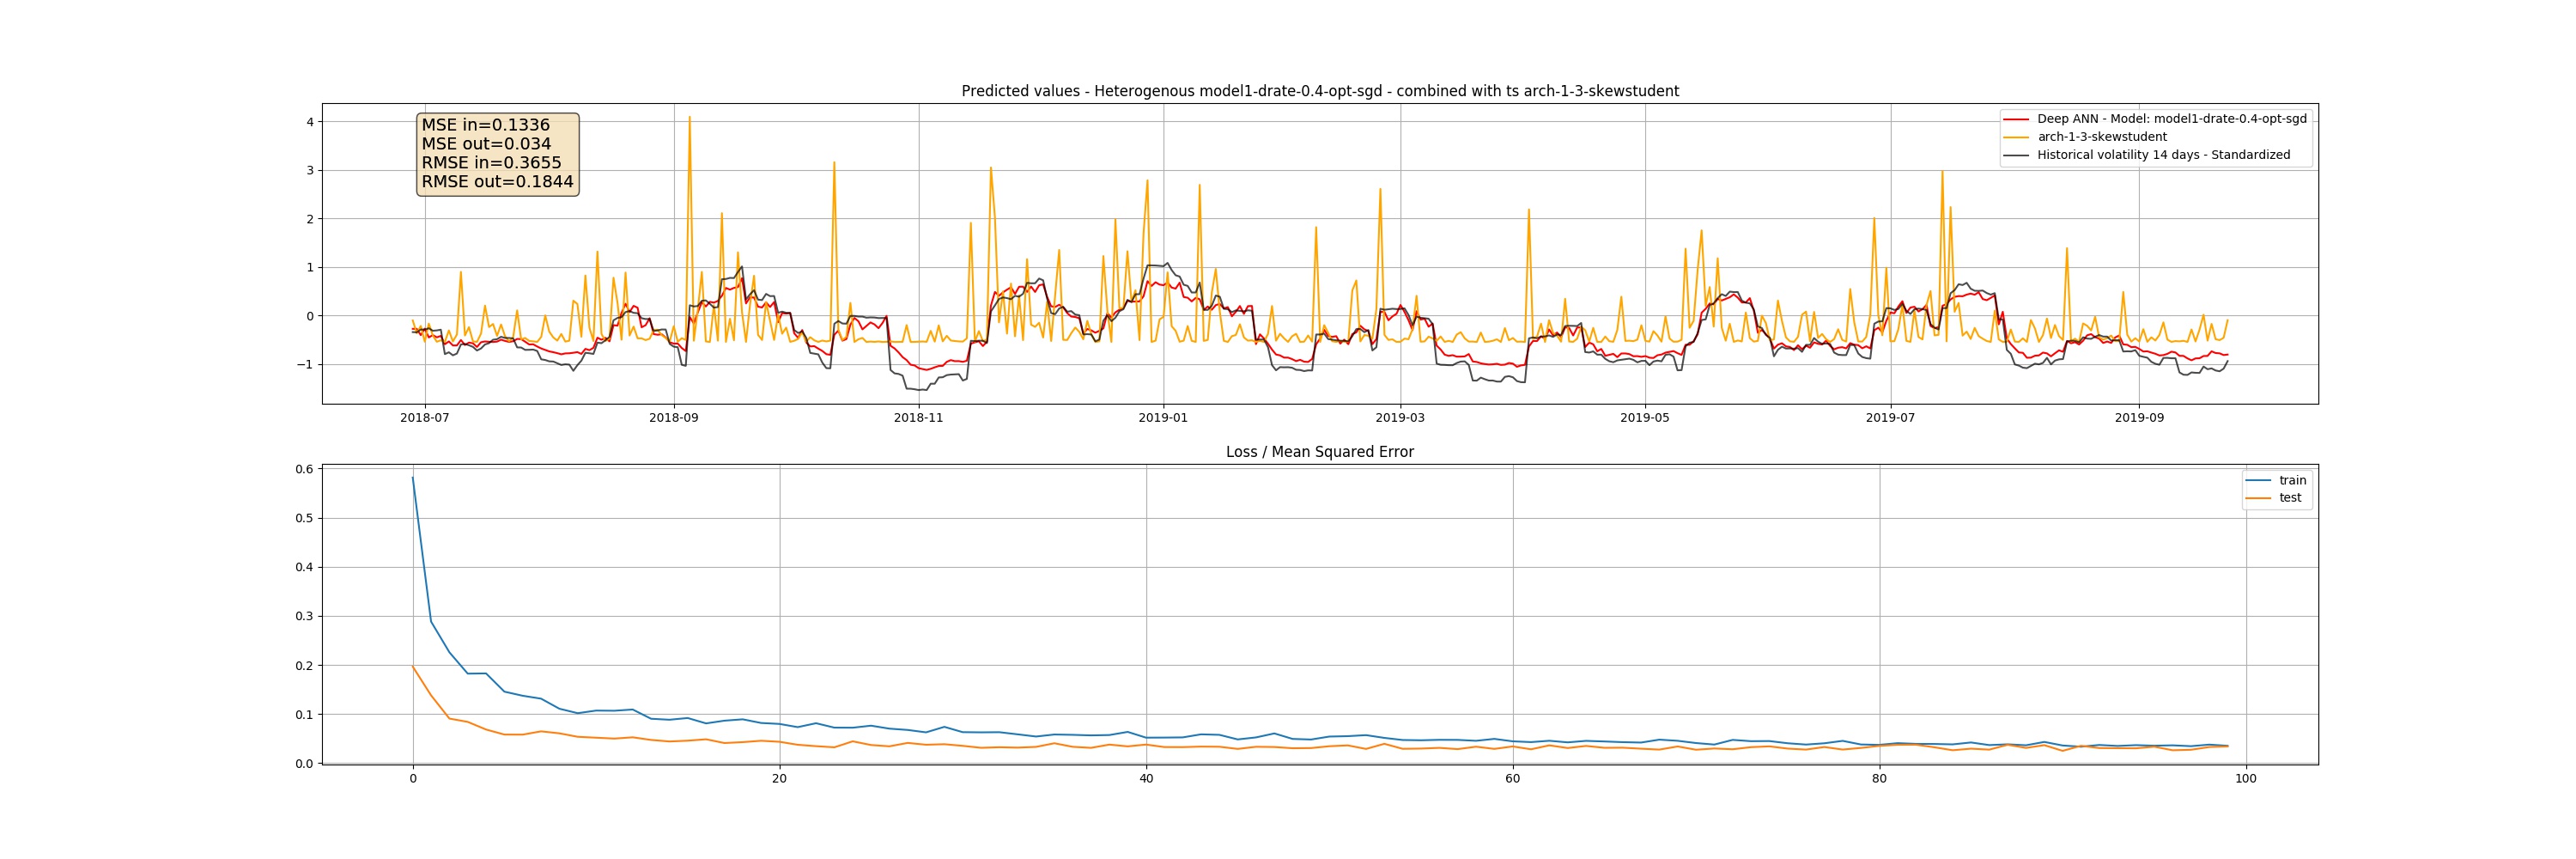 Predicted values - Heterogenous model1-drate-0.4-opt-sgd - combined with ts arch-1-3-skewstudent
MSE in=0.1336
MSE out=0.034
RMSE in=0.3655
RMSE out=0.1844
Deep ANN - Model: model1-drate-0.4-opt-sgd
arch-1-3-skewstudent
Historical volatility 14 days - Standardized
4
3
2
1
0
−1
2018-07 2018-09 2018-11 2019-01 2019-03 2019-05 2019-07 2019-09
Loss / Mean Squared Error
train
test
0.6
0.5
0.4
0.3
0.2
0.1
0.0
0 20 40 60 80 100